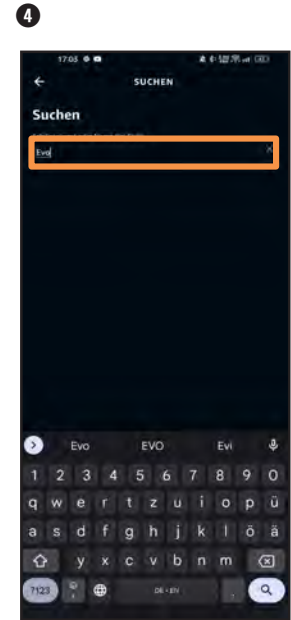 4
17:03
SUCHEN
Suchen
Evo
Evo EVO Evi
1 2 3 4 5 6 7 8 9 0
q w e r t z u i o p ü
a s d f g h j k l ö ä
y x c v b n m
?123 , DE • EN .